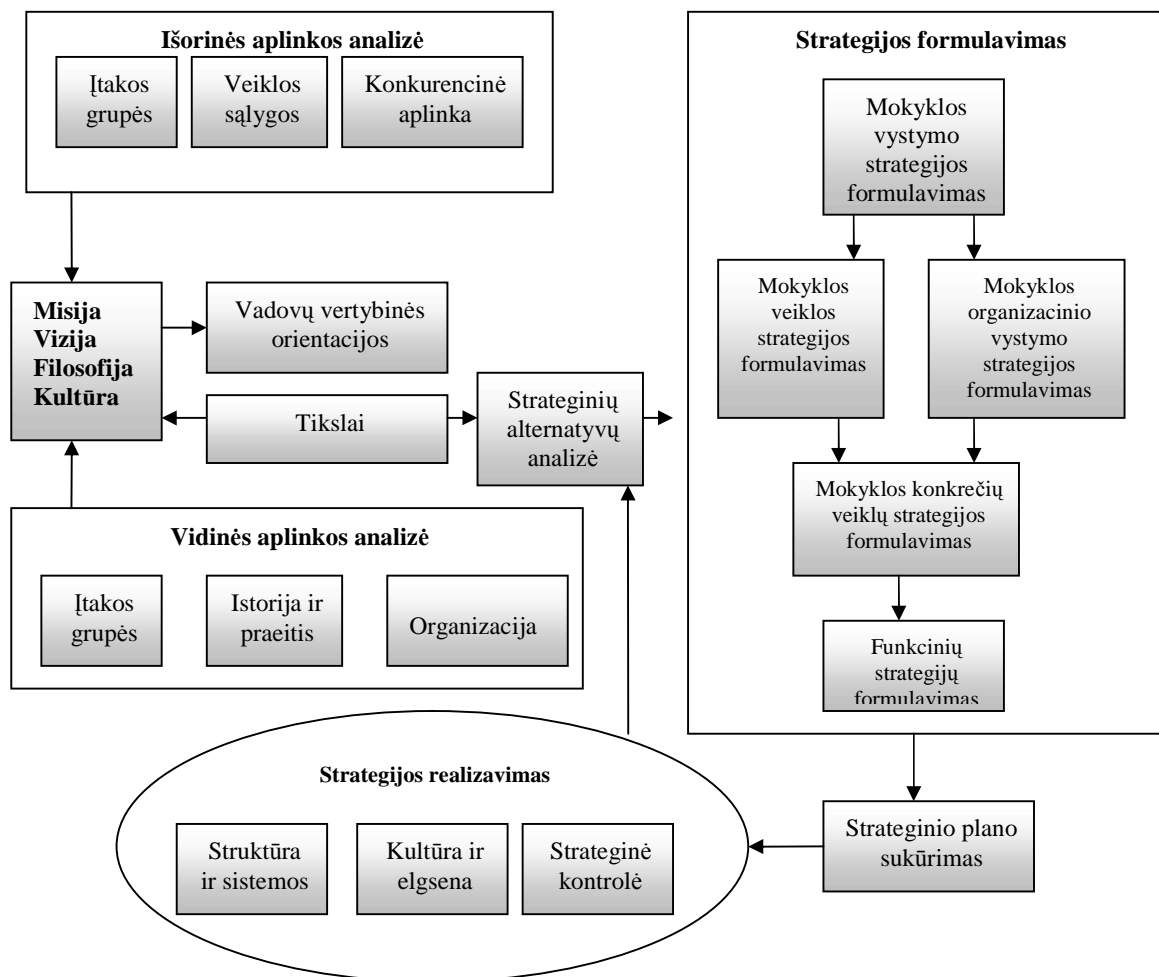 Išorinės aplinkos analizė
Įtakos
grupės
Veiklos
sąlygos
Konkurencinė
aplinka
Misija
Vizija
Filosofija
Kultūra
Vadovų vertybinės
orientacijos
Tikslai
Strateginių
alternatyvų
analizė
Vidinės aplinkos analizė
Įtakos
grupės
Istorija ir
praeitis
Organizacija
Strategijos formulavimas
Mokyklos
vystymo
strategijos
formulavimas
Mokyklos
veiklos
strategijos
formulavimas
Mokyklos
organizacinio
vystymo
strategijos
formulavimas
Mokyklos konkrečių
veiklų strategijos
formulavimas
Funkcinių
strategijų
formulavimas
Strateginio plano
sukūrimas
Strategijos realizavimas
Struktūra
ir sistemos
Kultūra ir
elgsena
Strateginė
kontrolė